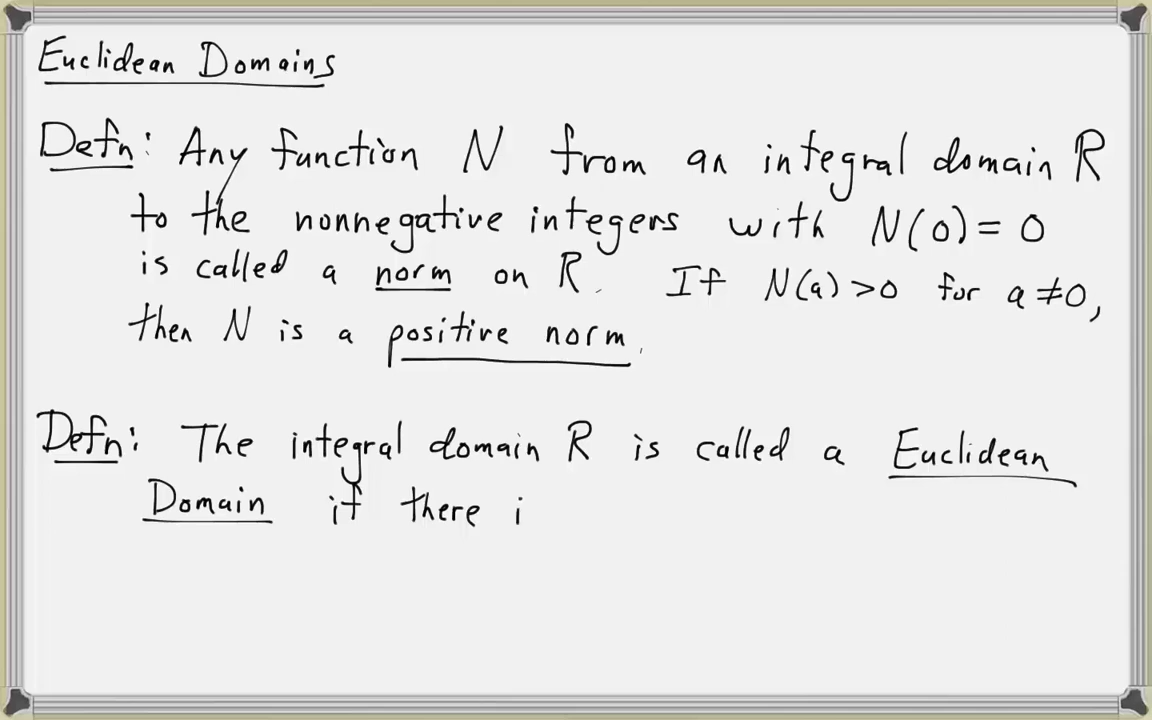 Euclidean Domains
Defn: Any function N from an integral domain R
to the nonnegative integers with N(0) = 0
is called a norm on R. If N(a) > 0 for a ≠ 0,
then N is a positive norm.
Defn: The integral domain R is called a Euclidean
Domain if there i